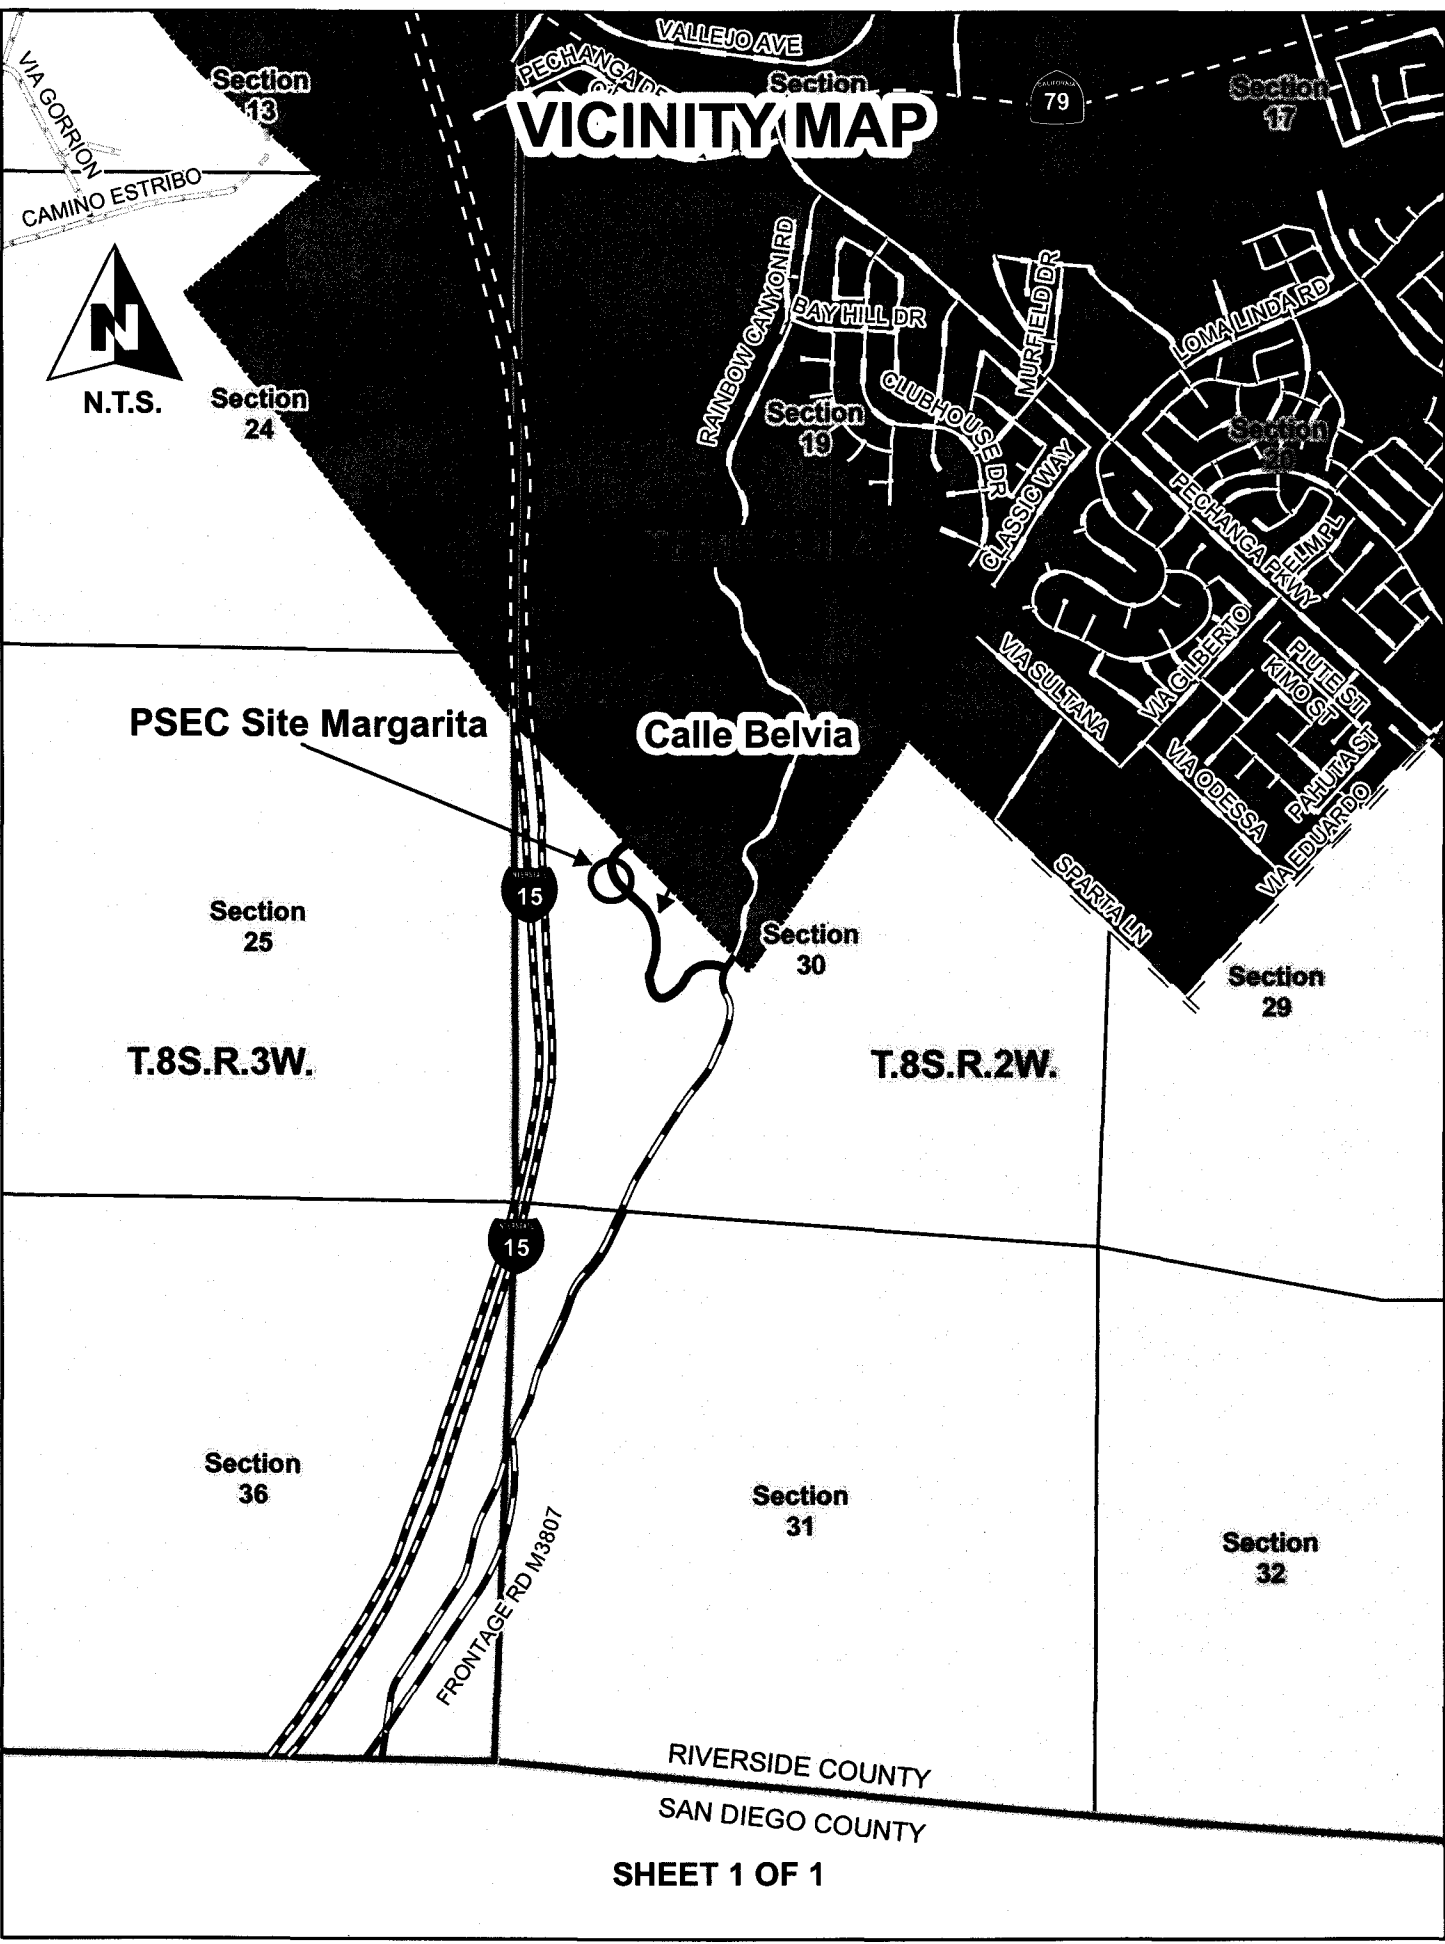 VALLEJO AVE
VIA GORRION
Section
13
Section
CALIFORNIA
79
Section
17
VICINITY MAP
CAMINO ESTRIBO
N
N.T.S.
Section
24
RAINBOW CANYON RD
BAY HILL DR
MURFIELD DR
LOMA LINDA RD
CLUBHOUSE DR
Section
19
Section
CLASSIC WAY
PECHANGA PKWY
ELM PL
VIA SULTANA
VIA GILBERTO
PIUTE ST
KIMO ST
PSEC Site Margarita
Calle Belvia
VIA ODESSA
PAHUTA ST
VIA EDUARDO
SPARTA LN
INTERSTATE
15
Section
25
Section
30
Section
29
T.8S.R.3W.
T.8S.R.2W.
INTERSTATE
15
Section
36
Section
31
Section
32
FRONTAGE RD M3807
RIVERSIDE COUNTY
SAN DIEGO COUNTY
SHEET 1 OF 1